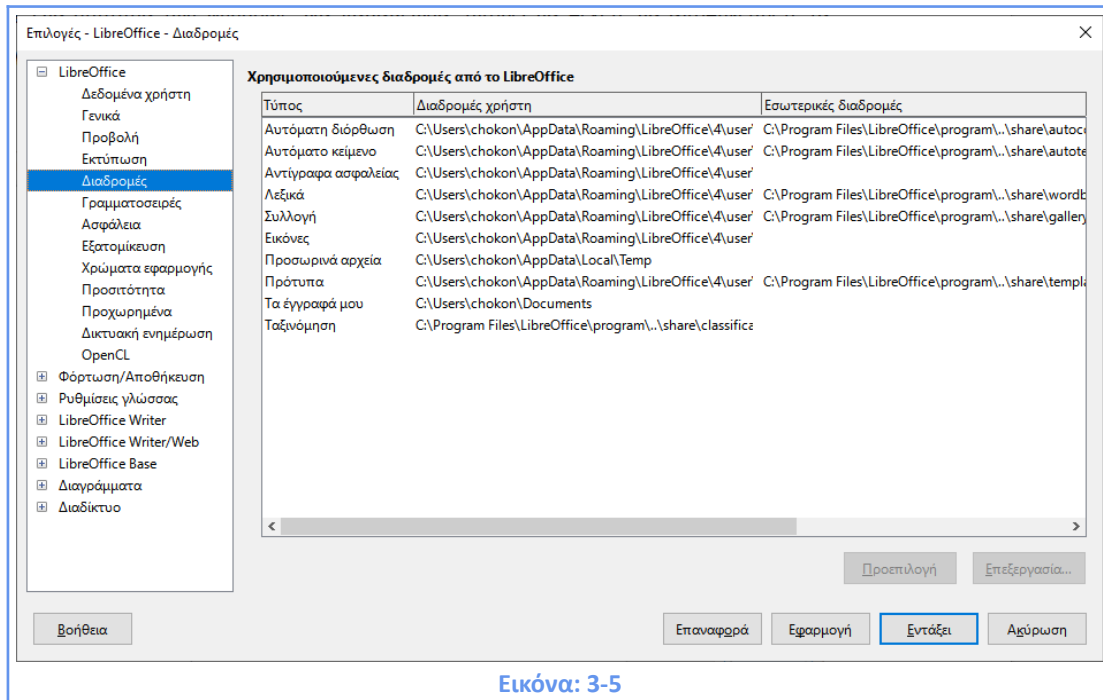 Επιλογές - LibreOffice - Διαδρομές
LibreOffice
Δεδομένα χρήστη
Γενικά
Προβολή
Εκτύπωση
Διαδρομές
Γραμματοσειρές
Ασφάλεια
Εξατομίκευση
Χρώματα εφαρμογής
Προσιτότητα
Προχωρημένα
Δικτυακή ενημέρωση
OpenCL
Φόρτωση/Αποθήκευση
Ρυθμίσεις γλώσσας
LibreOffice Writer
LibreOffice Writer/Web
LibreOffice Base
Διαγράμματα
Διαδίκτυο
Χρησιμοποιούμενες διαδρομές από το LibreOffice
Τύπος Διαδρομές χρήστη Εσωτερικές διαδρομές
Αυτόματη διόρθωση C:\Users\chokon\AppData\Roaming\LibreOffice\4\user\ C:\Program Files\LibreOffice\program\..\share\autoc
Αυτόματο κείμενο C:\Users\chokon\AppData\Roaming\LibreOffice\4\user\ C:\Program Files\LibreOffice\program\..\share\autote
Αντίγραφα ασφαλείας C:\Users\chokon\AppData\Roaming\LibreOffice\4\user\
Λεξικά C:\Users\chokon\AppData\Roaming\LibreOffice\4\user\ C:\Program Files\LibreOffice\program\..\share\wordb
Συλλογή C:\Users\chokon\AppData\Roaming\LibreOffice\4\user\ C:\Program Files\LibreOffice\program\..\share\gallery
Εικόνες C:\Users\chokon\AppData\Roaming\LibreOffice\4\user\
Προσωρινά αρχεία C:\Users\chokon\AppData\Local\Temp
Πρότυπα C:\Users\chokon\AppData\Roaming\LibreOffice\4\user\ C:\Program Files\LibreOffice\program\..\share\templa
Τα έγγραφά μου C:\Users\chokon\Documents
Ταξινόμηση C:\Program Files\LibreOffice\program\..\share\classifica
Προεπιλογή Επεξεργασία...
Βοήθεια Επαναφορά Εφαρμογή Εντάξει Ακύρωση
Εικόνα: 3-5